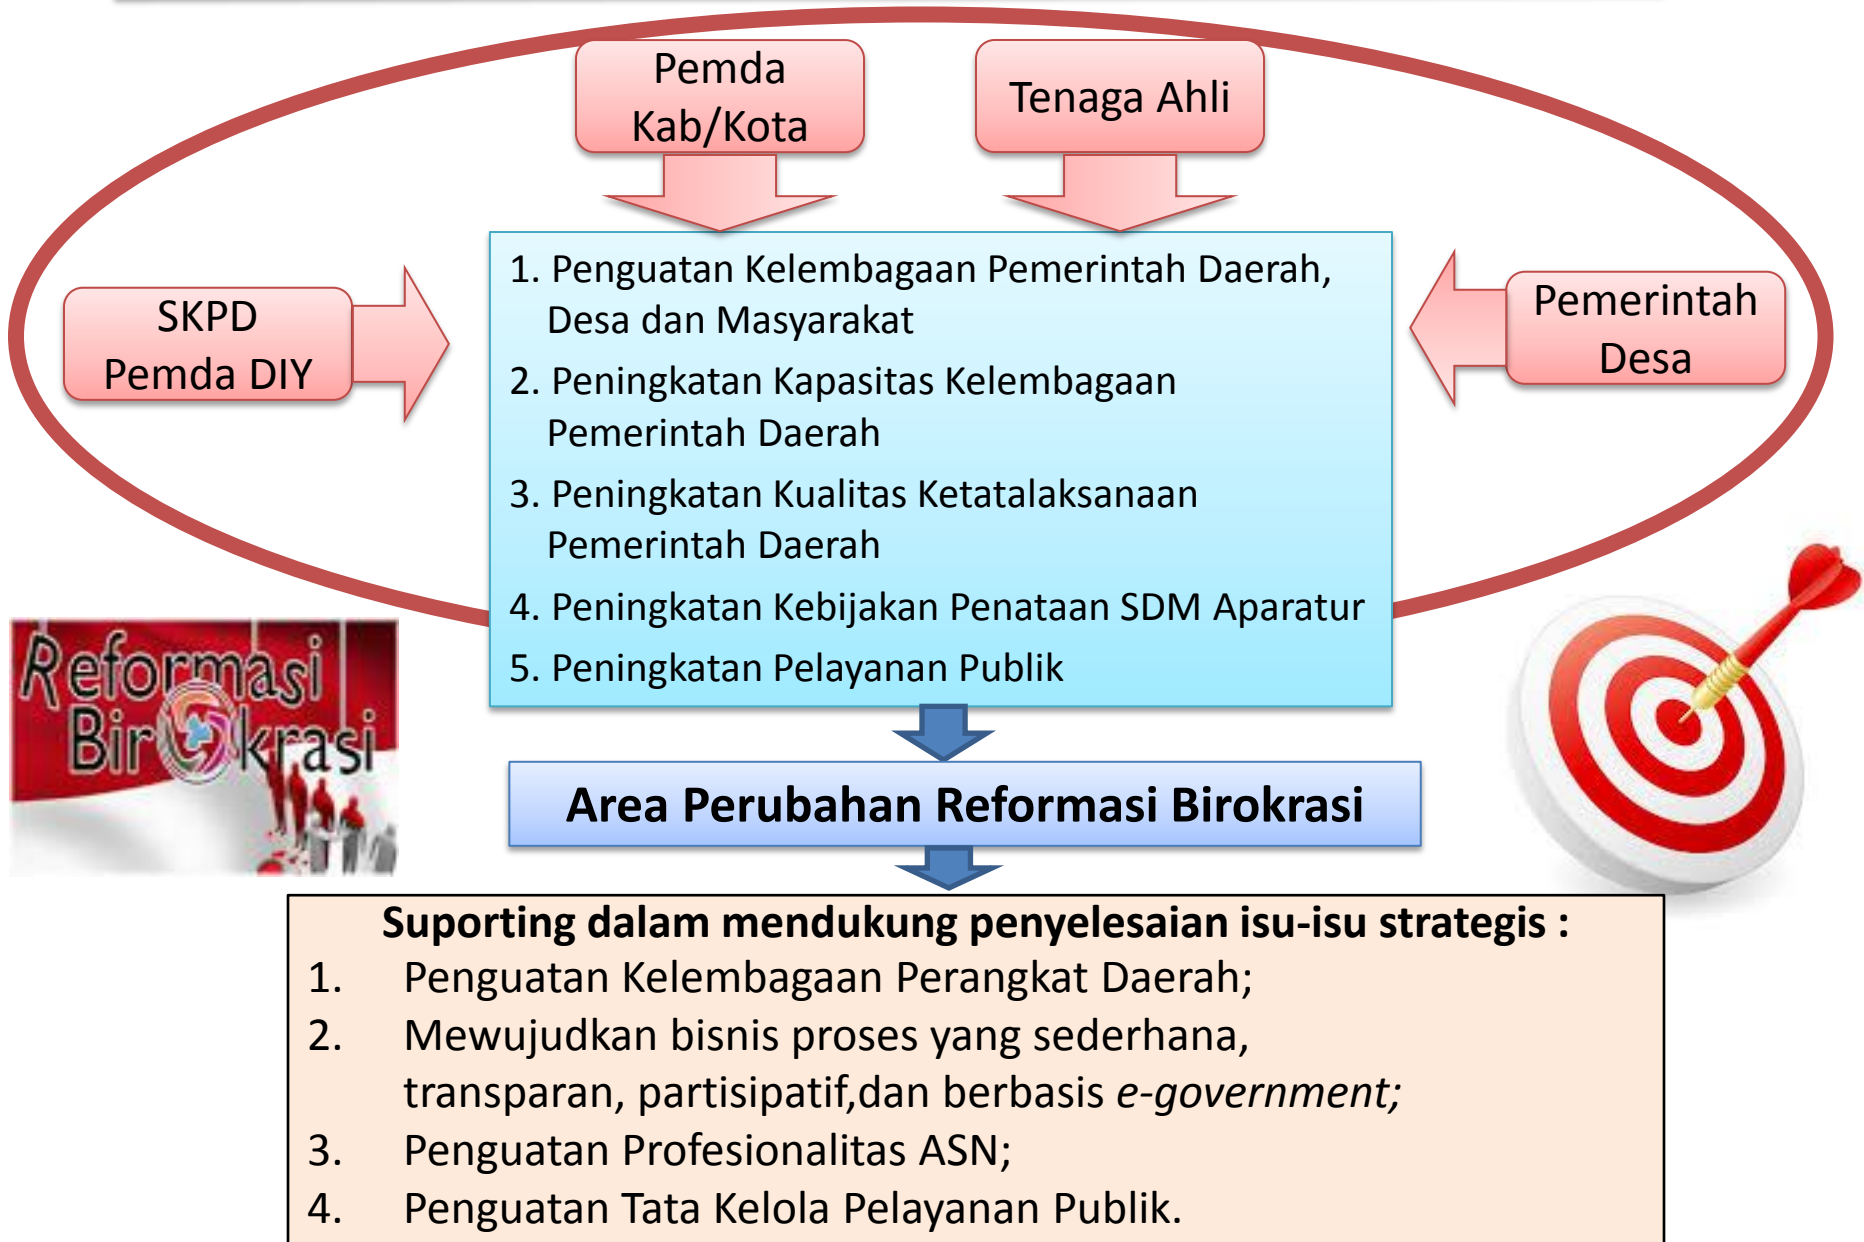 Pemda
Kab/Kota
Tenaga Ahli
SKPD
Pemda DIY
1. Penguatan Kelembagaan Pemerintah Daerah,
Desa dan Masyarakat
2. Peningkatan Kapasitas Kelembagaan
Pemerintah Daerah
3. Peningkatan Kualitas Ketatalaksanaan
Pemerintah Daerah
4. Peningkatan Kebijakan Penataan SDM Aparatur
5. Peningkatan Pelayanan Publik
Pemerintah
Desa
Reformasi
Birokrasi
Area Perubahan Reformasi Birokrasi
Suporting dalam mendukung penyelesaian isu-isu strategis :
1. Penguatan Kelembagaan Perangkat Daerah;
2. Mewujudkan bisnis proses yang sederhana,
transparan, partisipatif,dan berbasis e-government;
3. Penguatan Profesionalitas ASN;
4. Penguatan Tata Kelola Pelayanan Publik.